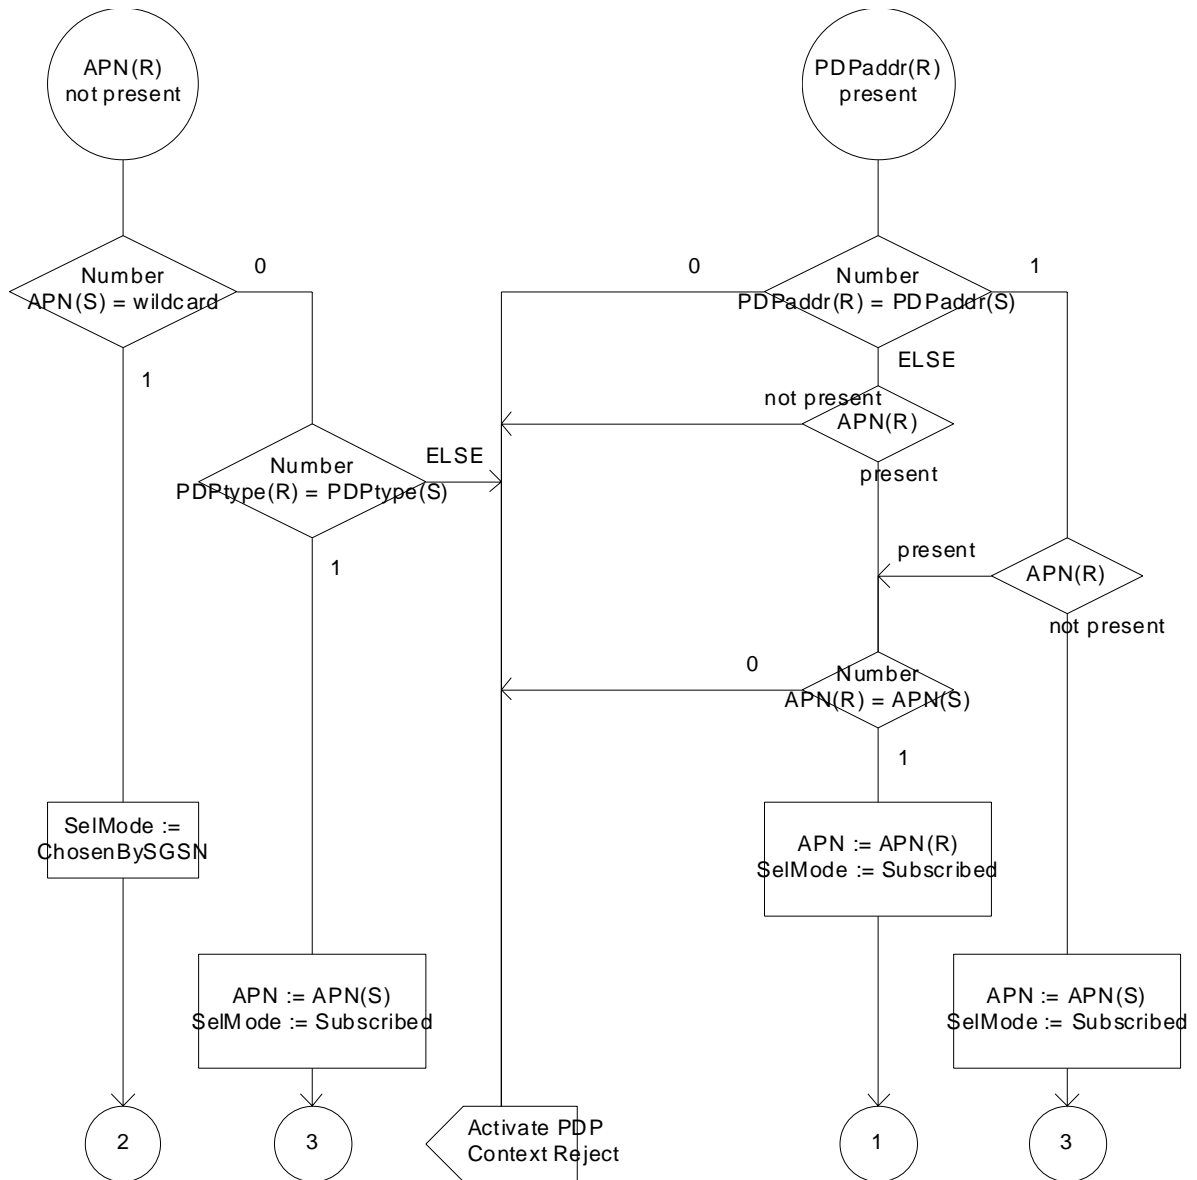 APN(R)
not present
PDPaddr(R)
present
0
Number
APN(S) = wildcard
1
0
Number
PDPaddr(R) = PDPaddr(S)
1
ELSE
not present
APN(R)
present
ELSE
Number
PDPtype(R) = PDPtype(S)
1
present
APN(R)
not present
0
Number
APN(R) = APN(S)
1
SelMode :=
ChosenBySGSN
APN := APN(R)
SelMode := Subscribed
APN := APN(S)
SelMode := Subscribed
APN := APN(S)
SelMode := Subscribed
2
3
Activate PDP
Context Reject
1
3